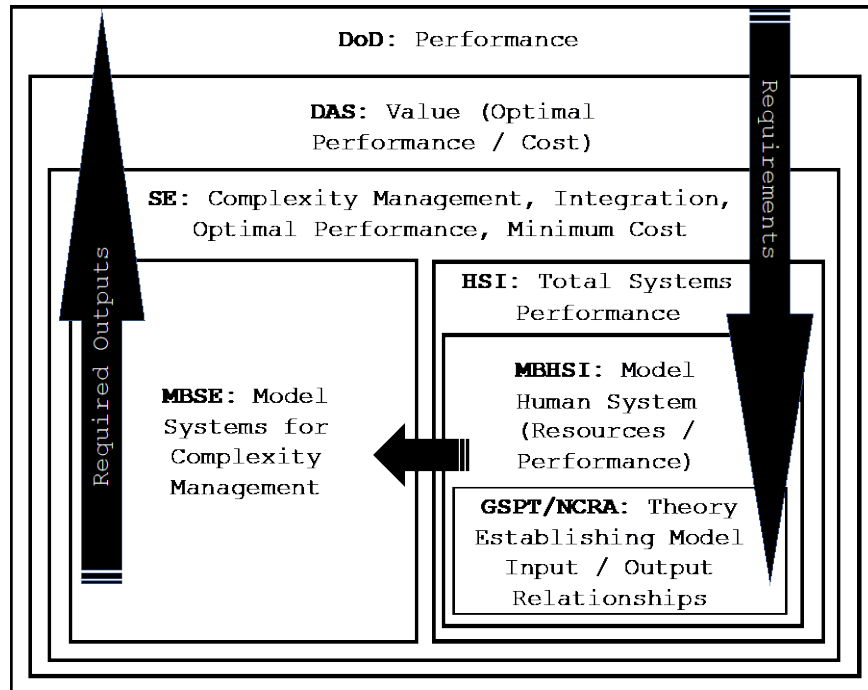 DoD: Performance
DAS: Value (Optimal
Performance / Cost)
SE: Complexity Management, Integration,
Optimal Performance, Minimum Cost
Required Outputs
MBSE: Model
Systems for
Complexity
Management
HSI: Total Systems
Performance
MBHSI: Model
Human System
(Resources /
Performance)
GSPT/NCRA: Theory
Establishing Model
Input / Output
Relationships
Requirements